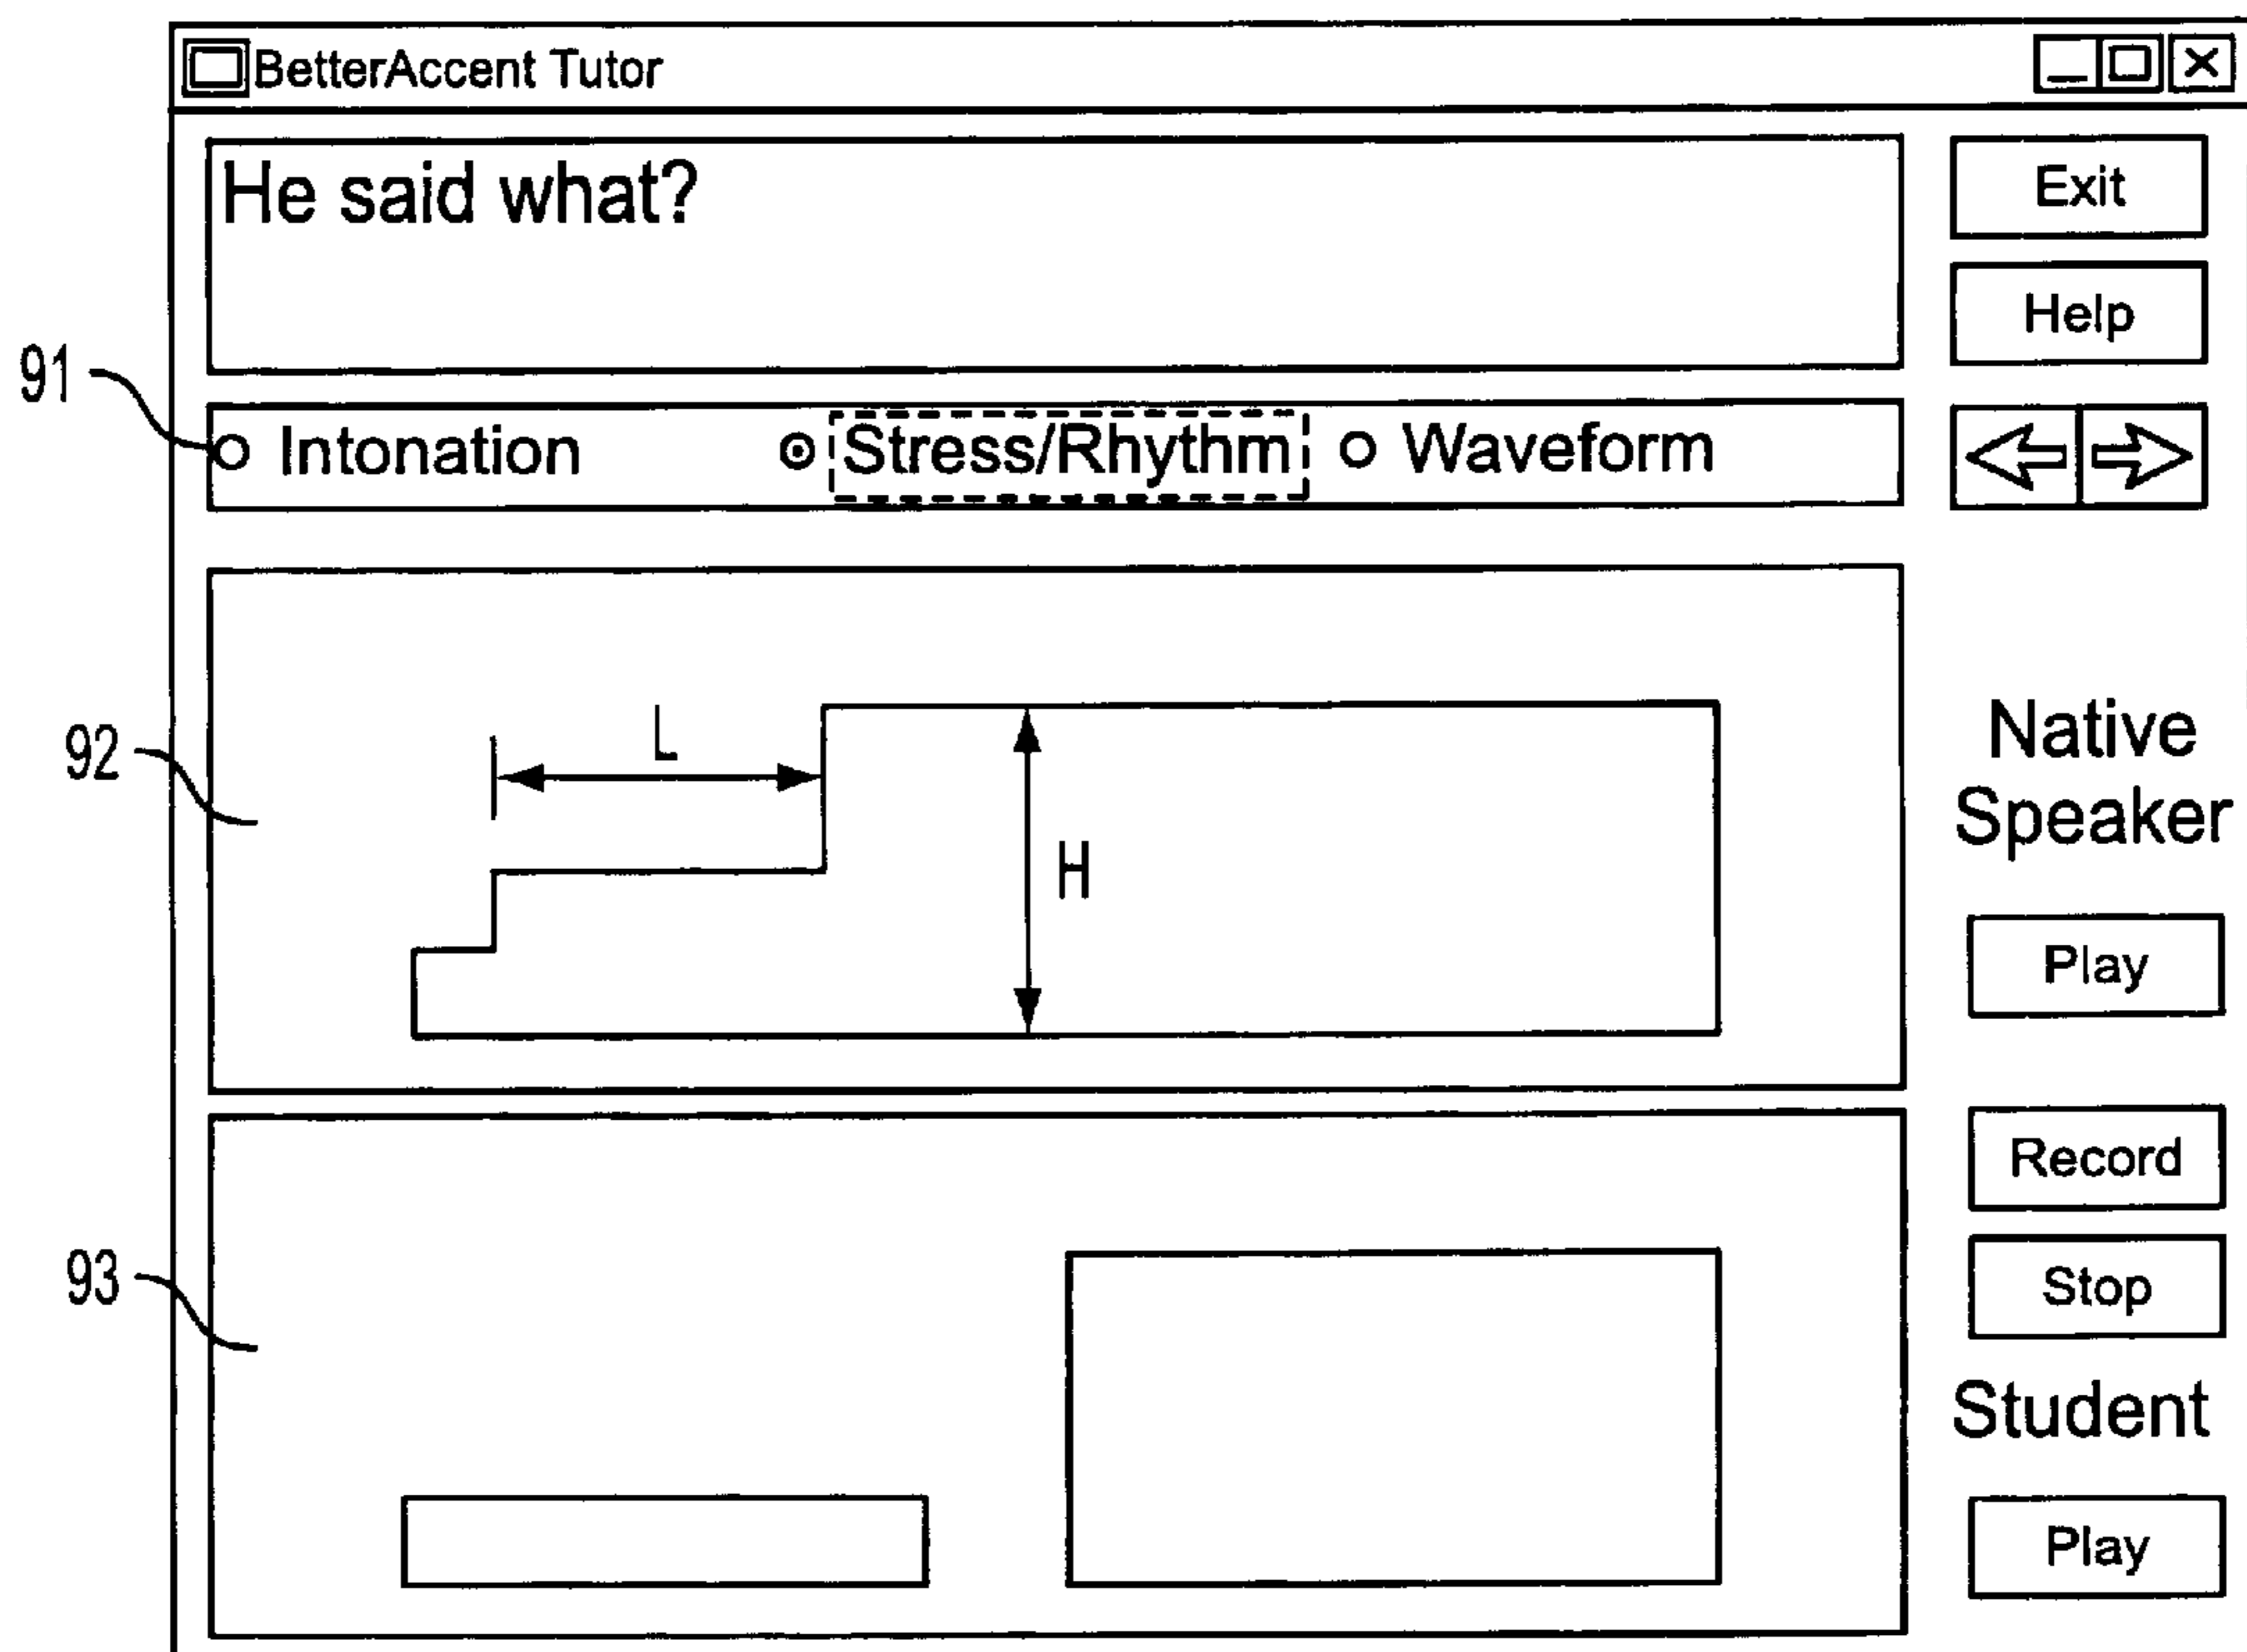 BetterAccent Tutor
He said what?
Exit
Help
91
Intonation Stress/Rhythm Waveform
92
L
H
Native
Speaker
Play
93
Record
Stop
Student
Play